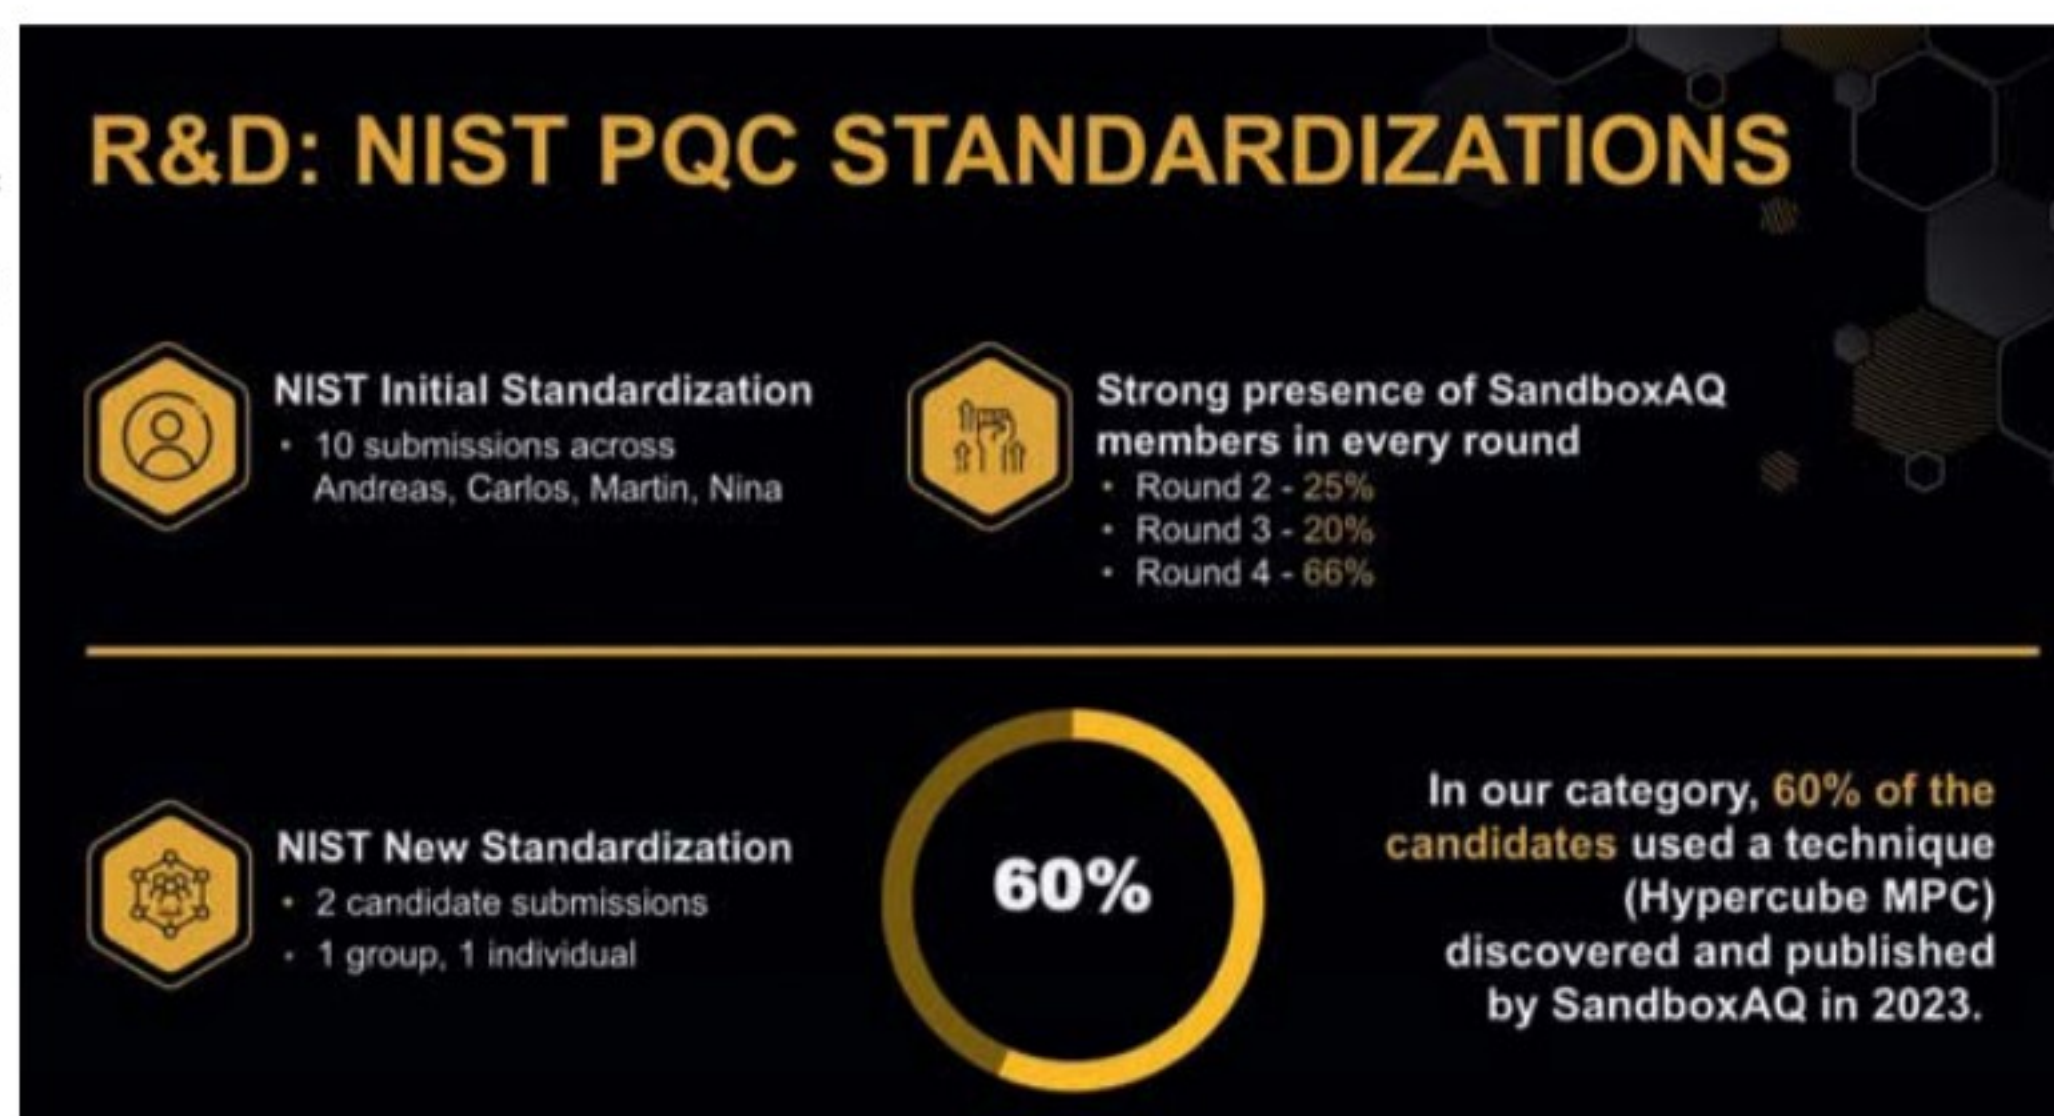 R&D: NIST PQC STANDARDIZATIONS
NIST Initial Standardization
• 10 submissions across
Andreas, Carlos, Martin, Nina
Strong presence of SandboxAQ
members in every round
• Round 2 - 25%
• Round 3 - 20%
• Round 4 - 66%
NIST New Standardization
• 2 candidate submissions
• 1 group, 1 individual
60%
In our category, 60% of the
candidates used a technique
(Hypercube MPC)
discovered and published
by SandboxAQ in 2023.